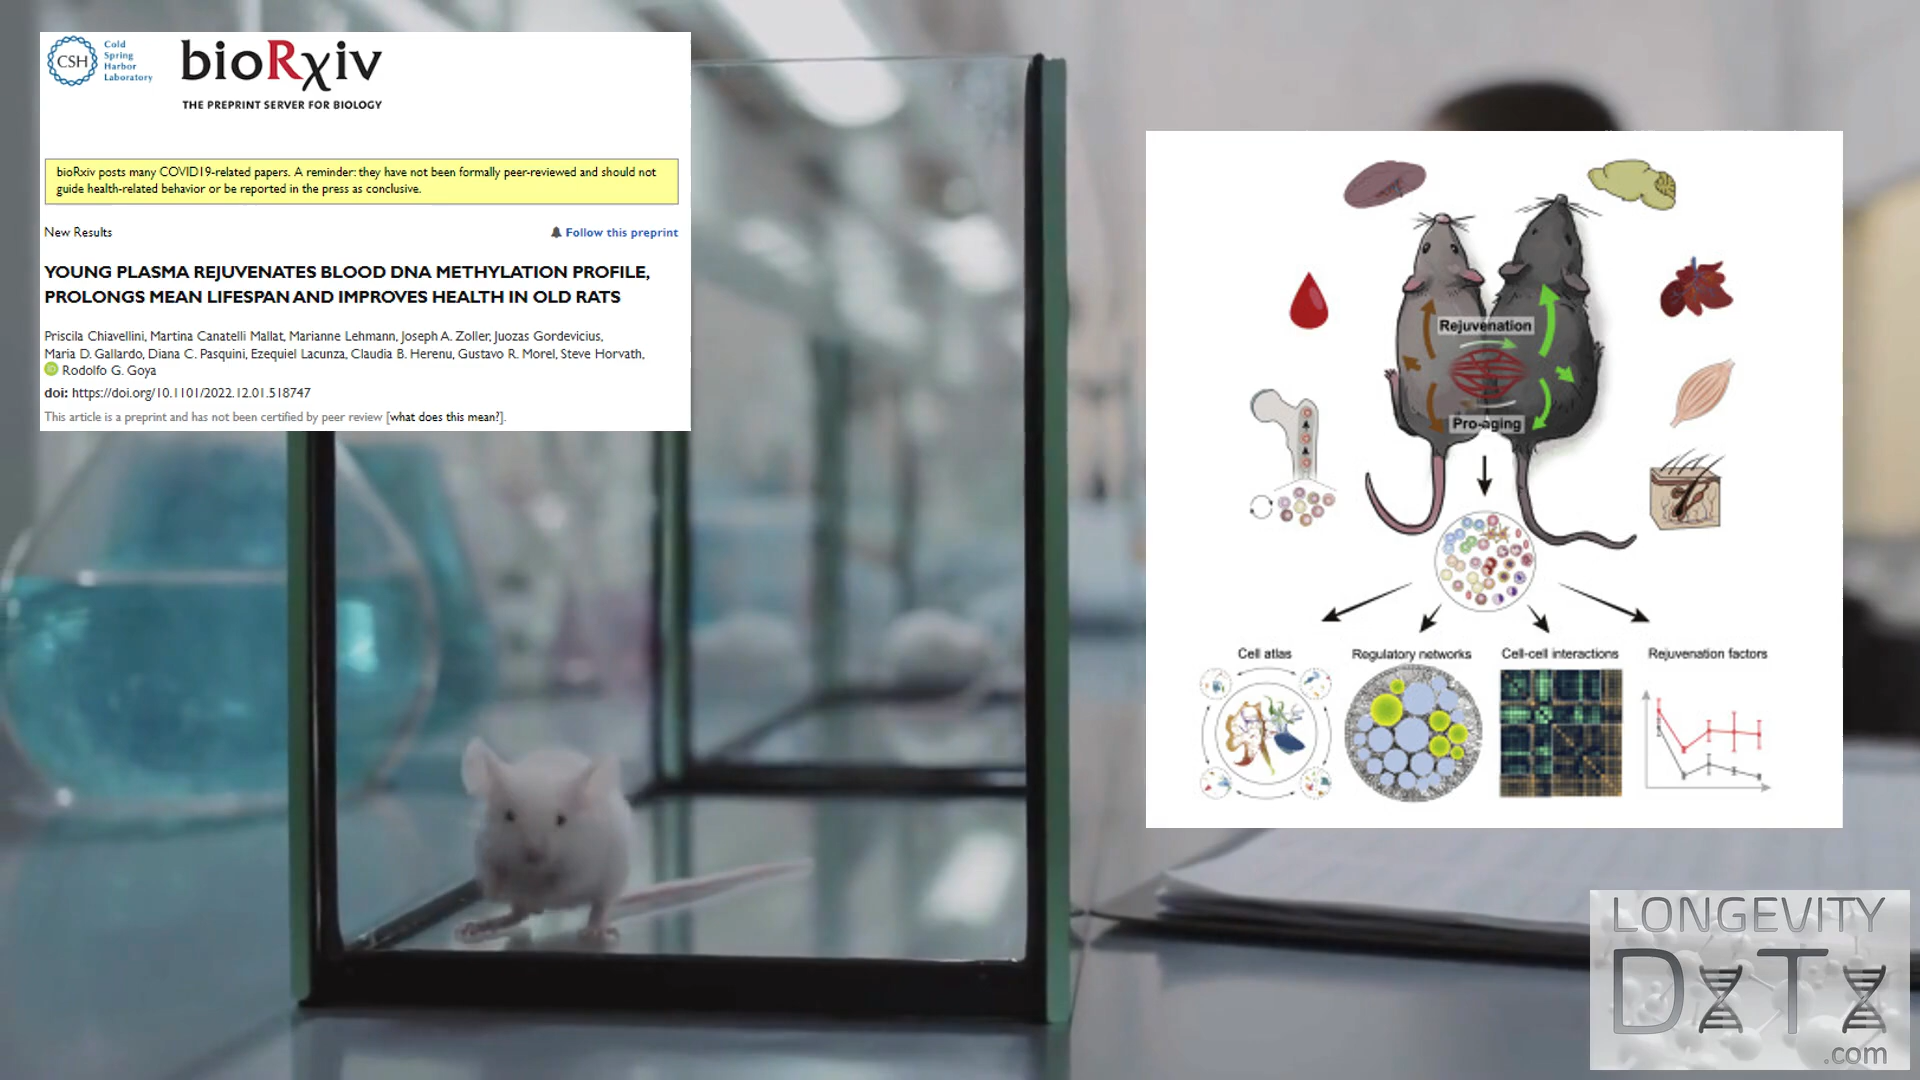 CSH
Cold
Spring
Harbor
Laboratory
bioRxiv
THE PREPRINT SERVER FOR BIOLOGY
bioRxiv posts many COVID19-related papers. A reminder: they have not been formally peer-reviewed and should not
guide health-related behavior or be reported in the press as conclusive.
New Results
Follow this preprint
YOUNG PLASMA REJUVENATES BLOOD DNA METHYLATION PROFILE,
PROLONGS MEAN LIFESPAN AND IMPROVES HEALTH IN OLD RATS
Priscila Chiavellini, Martina Canatelli Mallat, Marianne Lehmann, Joseph A. Zoller, Juozas Gordevicius,
Maria D. Gallardo, Diana C. Pasquini, Ezequiel Lacunza, Claudia B. Herenu, Gustavo R. Morel, Steve Horvath,
iD Rodolfo G. Goya
doi: https://doi.org/10.1101/2022.12.01.518747
This article is a preprint and has not been certified by peer review [what does this mean?].
Rejuvenation
Pro-aging
Cell atlas
Regulatory networks
Cell-cell interactions
Rejuvenation factors
LONGEVITY
DATA
.com